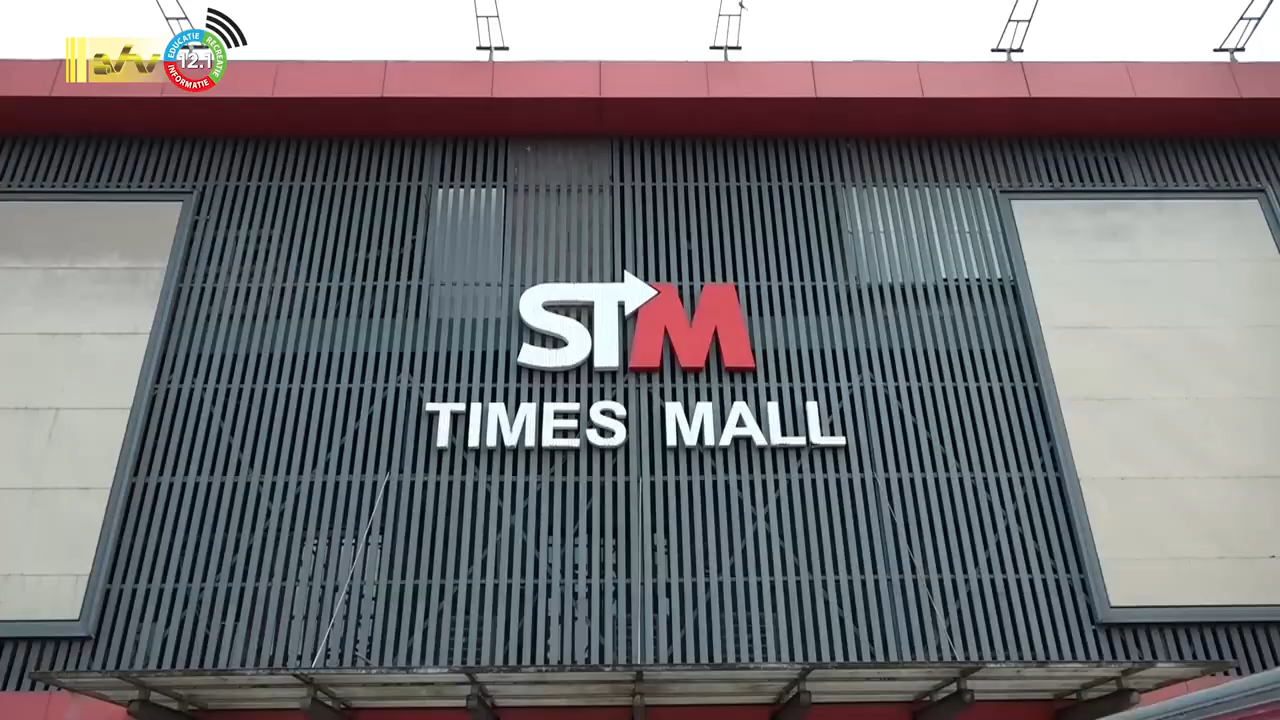 EDUCATIE
RECREATIE
12.1
INFORMATIE
STM
TIMES MALL